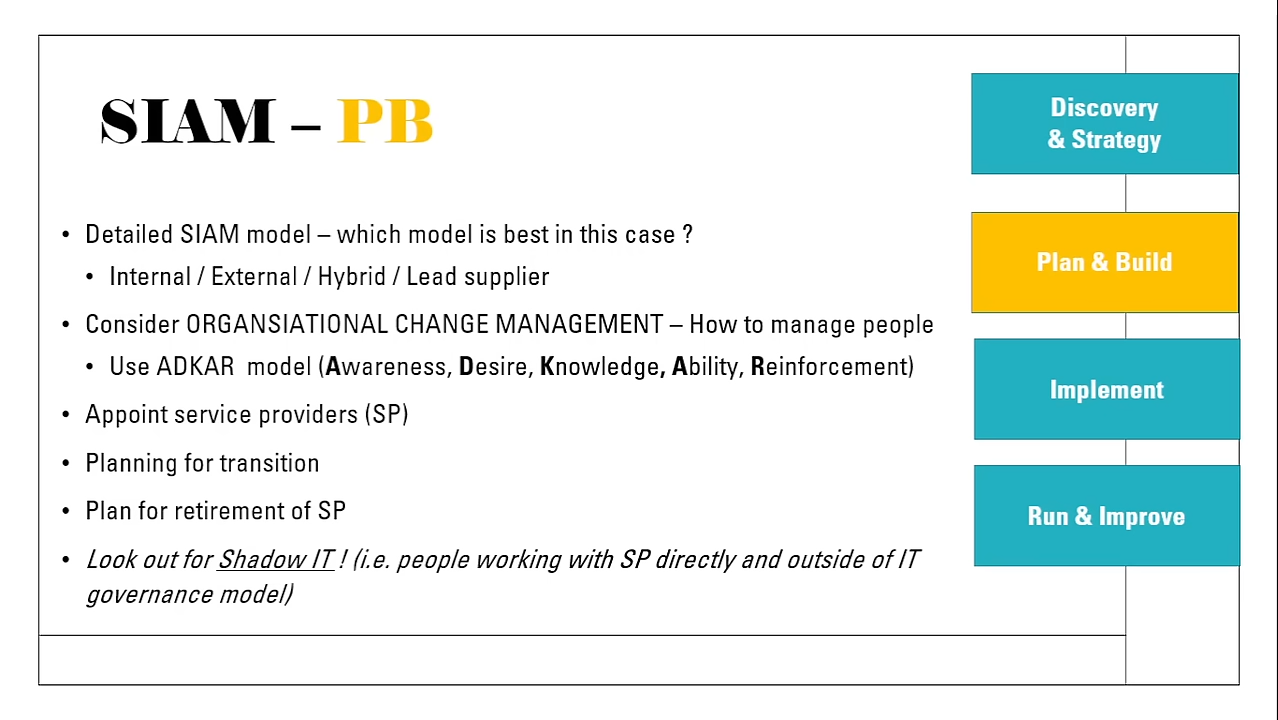 SIAM – PB
• Detailed SIAM model – which model is best in this case ?
• Internal / External / Hybrid / Lead supplier
• Consider ORGANSIATIONAL CHANGE MANAGEMENT – How to manage people
• Use ADKAR model (Awareness, Desire, Knowledge, Ability, Reinforcement)
• Appoint service providers (SP)
• Planning for transition
• Plan for retirement of SP
• Look out for Shadow IT ! (i.e. people working with SP directly and outside of IT
governance model)
Discovery
& Strategy
Plan & Build
Implement
Run & Improve